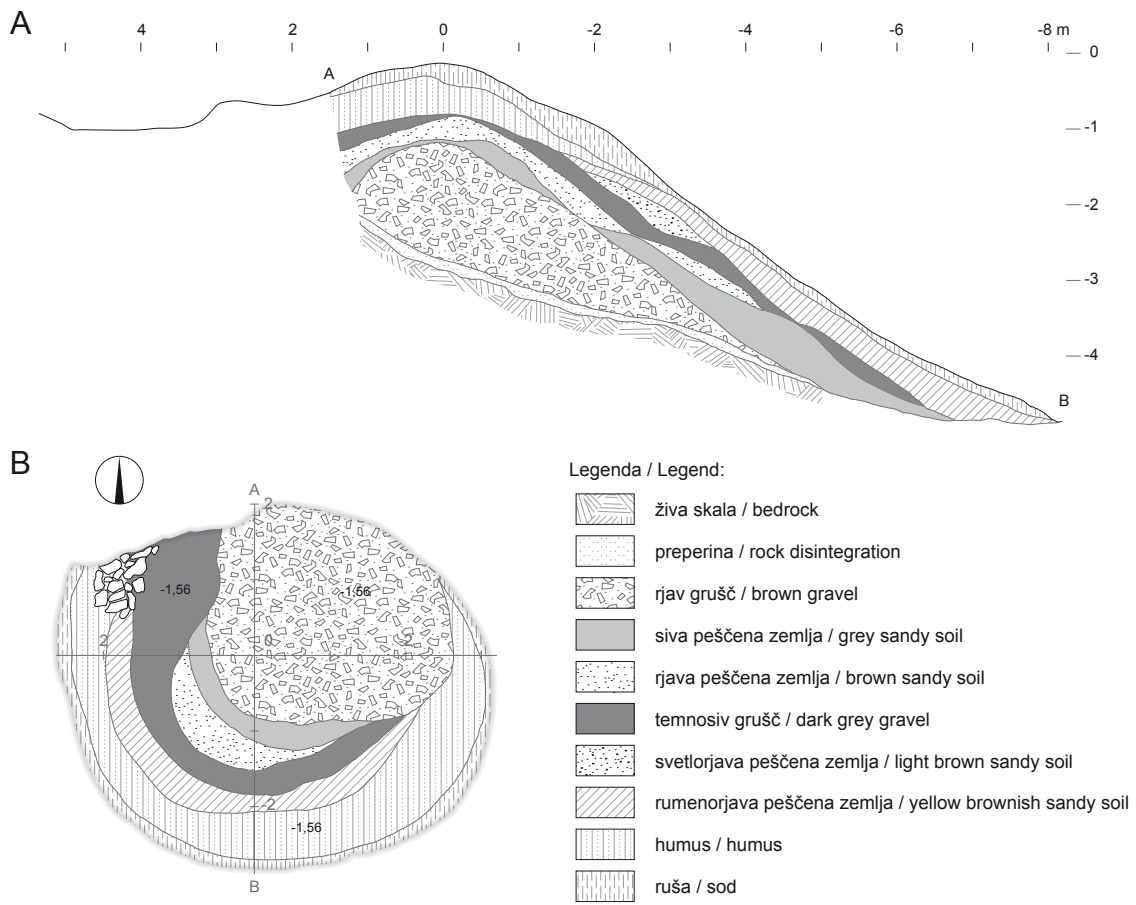 A
4 2 0 -2 -4 -6 -8 m
0
A
-1
-2
-3
-4
B
B
A
2
-1,56 -1,56
2 0 -2
-2
-1,56
B
Legenda / Legend:
živa skala / bedrock
preperina / rock disintegration
rjav grušč / brown gravel
siva peščena zemlja / grey sandy soil
rjava peščena zemlja / brown sandy soil
temnosiv grušč / dark grey gravel
svetlorjava peščena zemlja / light brown sandy soil
rumenorjava peščena zemlja / yellow brownish sandy soil
humus / humus
ruša / sod